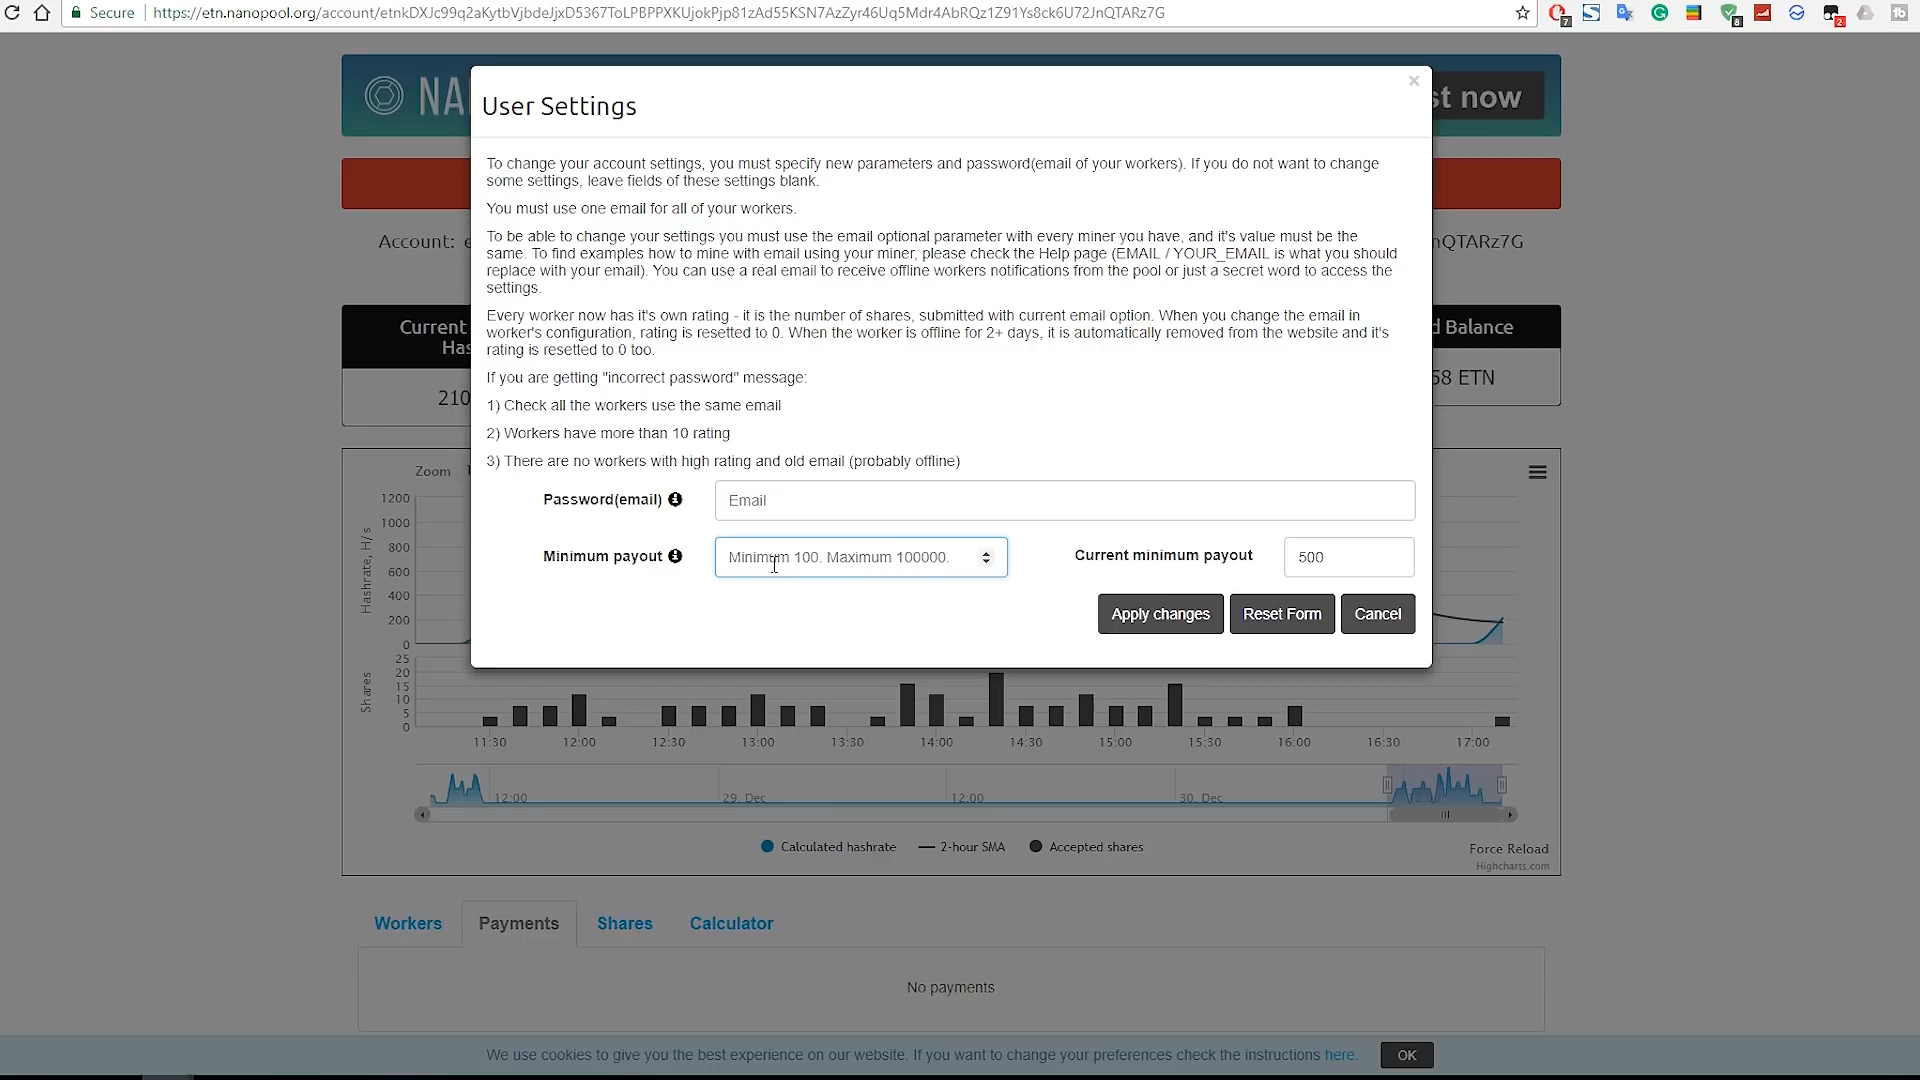 Secure
https://etn.nanopool.org/account/etnkDXJc99q2aKytbVjbdeJjxD5367ToLPBPPXKUjokPjp81zAd55KSN7AzZyr46Uq5Mdr4AbRQz1Z91Ys8ck6U72JnQTARz7G
7
8
2
NA
st now
User Settings
×
To change your account settings, you must specify new parameters and password(email of your workers). If you do not want to change
some settings, leave fields of these settings blank.
You must use one email for all of your workers.
To be able to change your settings you must use the email optional parameter with every miner you have, and it's value must be the
same. To find examples how to mine with email using your miner, please check the Help page (EMAIL / YOUR_EMAIL is what you should
replace with your email). You can use a real email to receive offline workers notifications from the pool or just a secret word to access the
settings.
Every worker now has it's own rating - it is the number of shares, submitted with current email option. When you change the email in
worker's configuration, rating is resetted to 0. When the worker is offline for 2+ days, it is automatically removed from the website and it's
rating is resetted to 0 too.
If you are getting "incorrect password" message:
1) Check all the workers use the same email
2) Workers have more than 10 rating
3) There are no workers with high rating and old email (probably offline)
Password(email)
Email
Minimum payout
Minimum 100. Maximum 100000.
Current minimum payout
500
Apply changes
Reset Form
Cancel
Account: e
nQTARz7G
Current
Has
210
d Balance
58 ETN
Zoom
Hashrate, H/s
1200
1000
800
600
400
200
0
Shares
25
20
15
10
5
0
11:30 12:00 12:30 13:00 13:30 14:00 14:30 15:00 15:30 16:00 16:30 17:00
12:00 29. Dec 12:00 30. Dec
Calculated hashrate 2-hour SMA Accepted shares
Force Reload
Highcharts.com
Workers Payments Shares Calculator
No payments
We use cookies to give you the best experience on our website. If you want to change your preferences check the instructions here.
OK